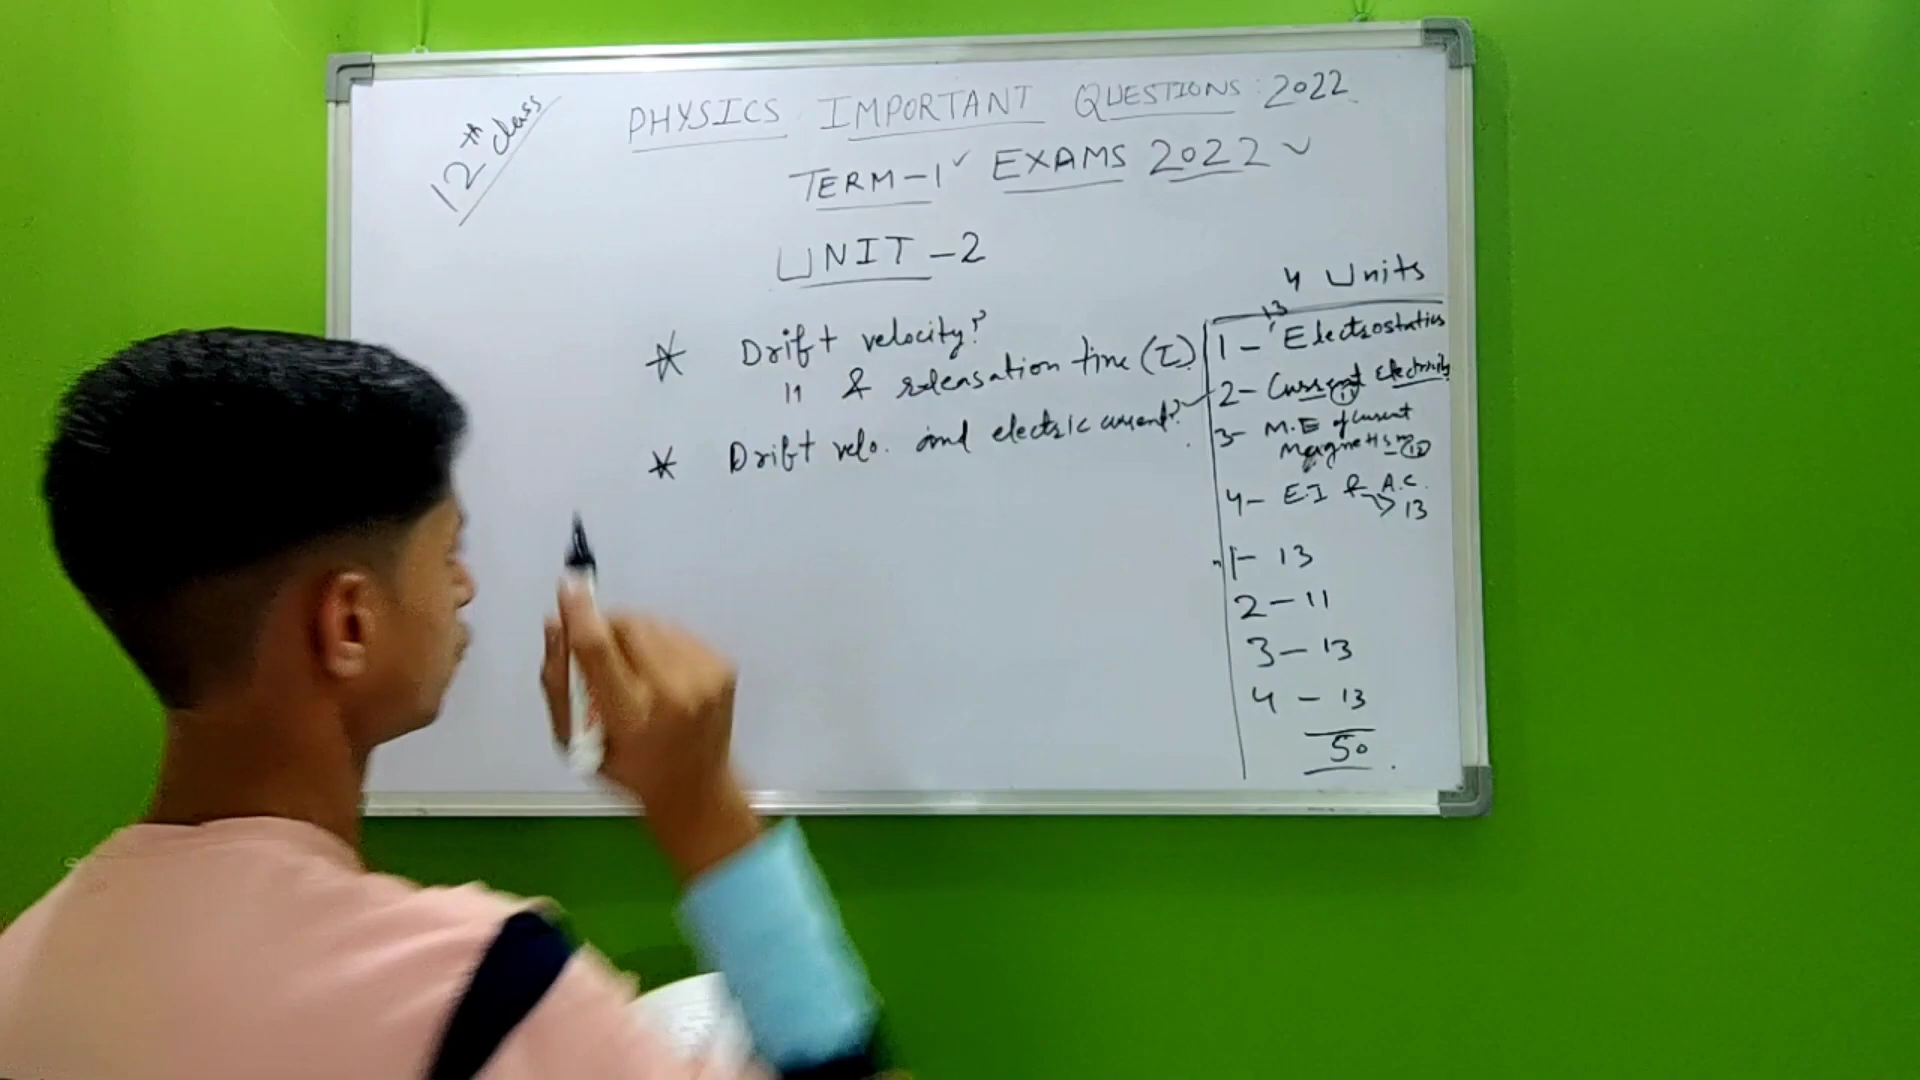 12th class
PHYSICS IMPORTANT QUESTIONS : 2022
TERM-1 ✓ EXAMS 2022 ✓
UNIT-2
* Drift velocity?
" & relensation time (τ)
* Drift velo. and electric current?
4 Units
13
1- Electrostatics
2- Current Electricity
11
3- M.E of current
Magnetism
4- E.I & A.C.
13
1- 13
2-11
3-13
4-13
50